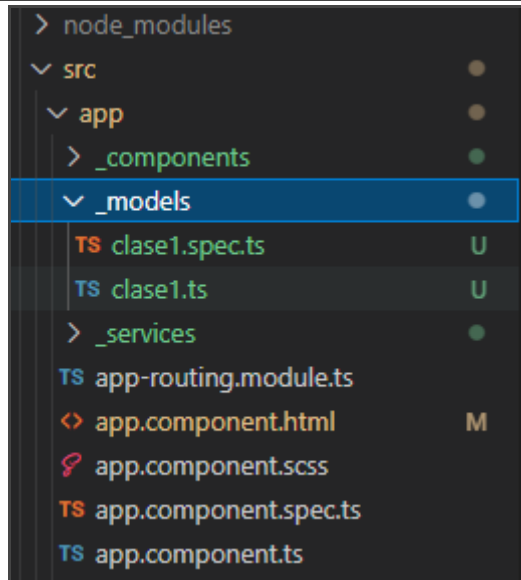 node_modules
src
app
_components
_models
TS clase1.spec.ts U
TS clase1.ts U
_services
TS app-routing.module.ts
<> app.component.html M
app.component.scss
TS app.component.spec.ts
TS app.component.ts